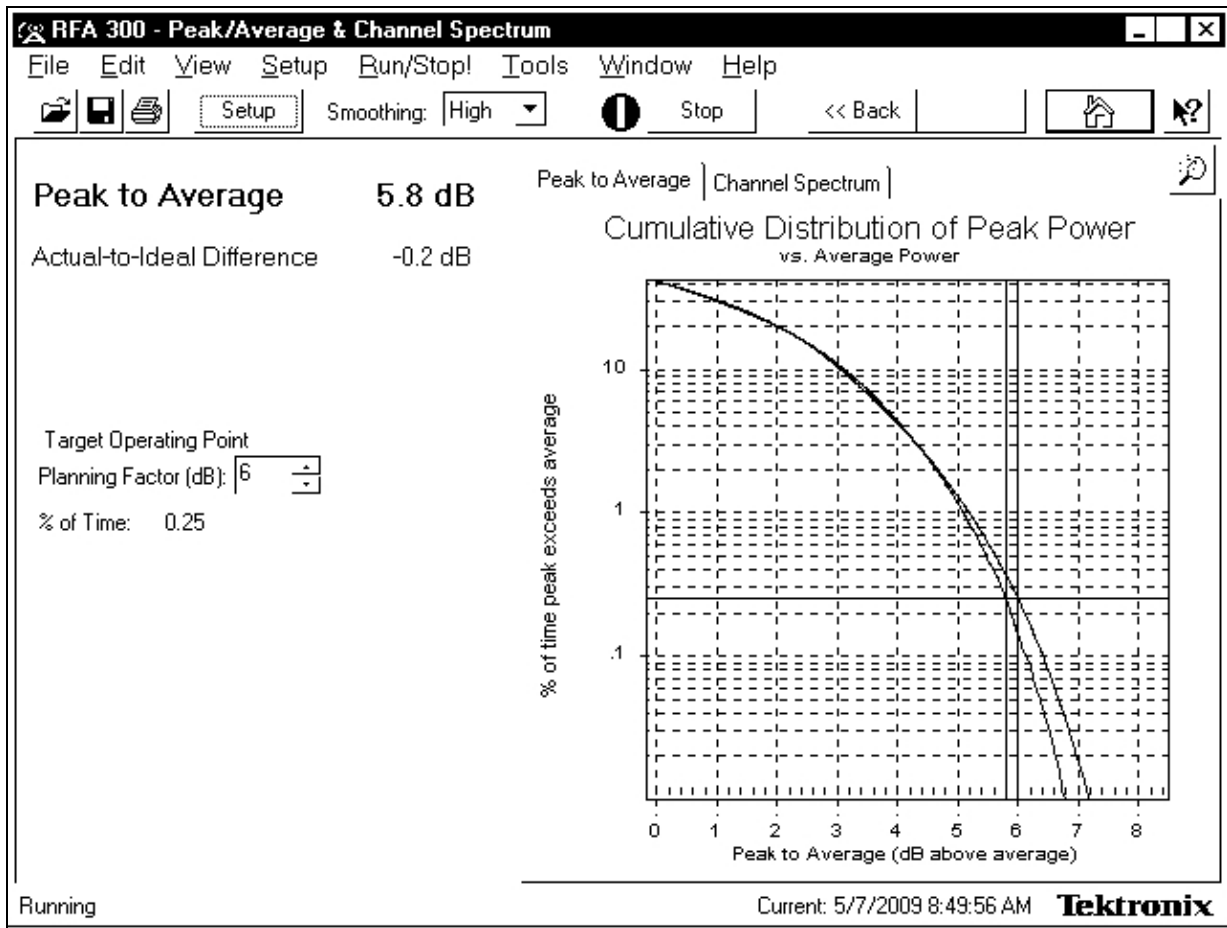 RFA 300 - Peak/Average & Channel Spectrum
File Edit View Setup Run/Stop! Tools Window Help
Setup Smoothing: High Stop << Back
Peak to Average 5.8 dB
Actual-to-Ideal Difference -0.2 dB
Target Operating Point
Planning Factor (dB): 6
% of Time: 0.25
Peak to Average Channel Spectrum
Cumulative Distribution of Peak Power
vs. Average Power
% of time peak exceeds average
10
1
.1
0 1 2 3 4 5 6 7 8
Peak to Average (dB above average)
Running Current: 5/7/2009 8:49:56 AM Tektronix